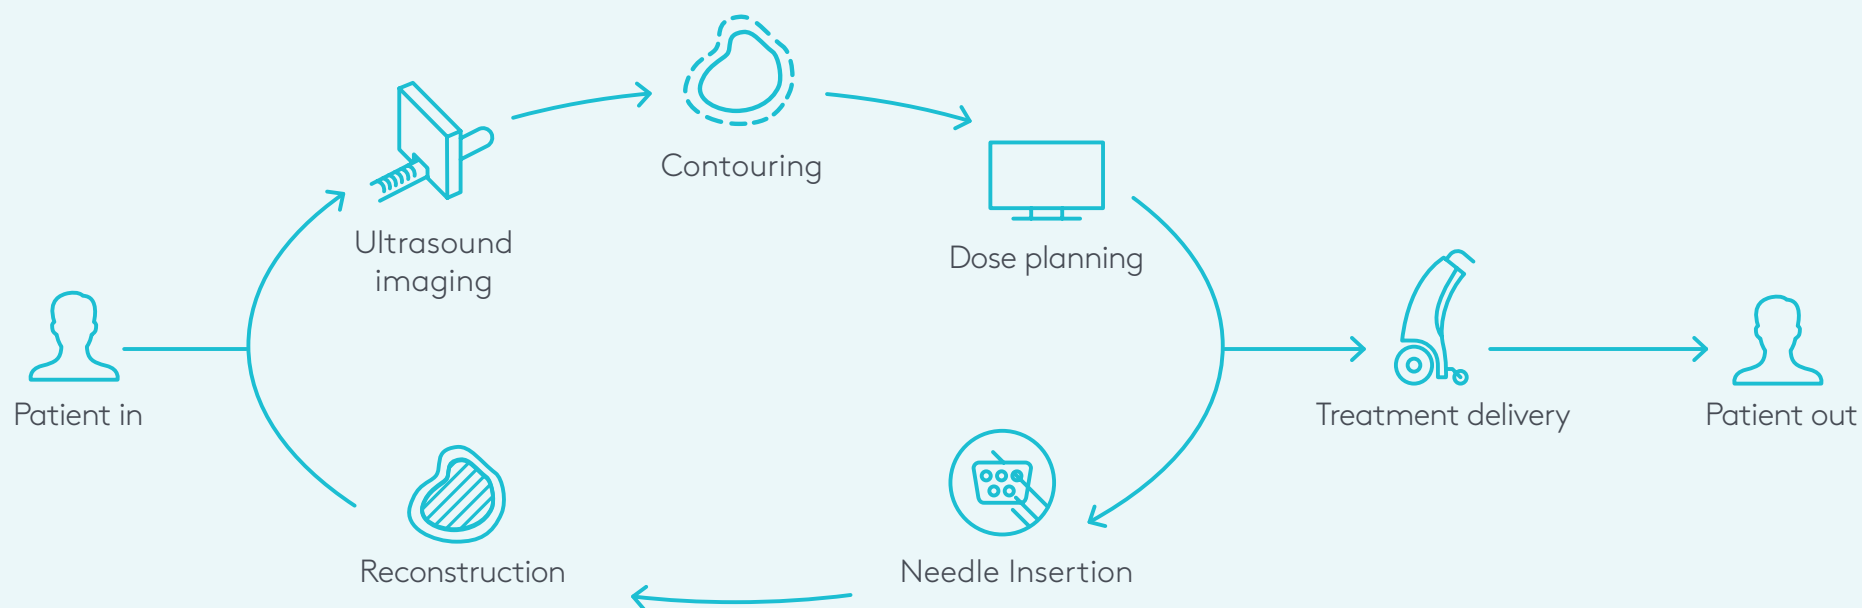 Contouring
Ultrasound
imaging
Dose planning
Patient in
Treatment delivery
Patient out
Reconstruction
Needle Insertion